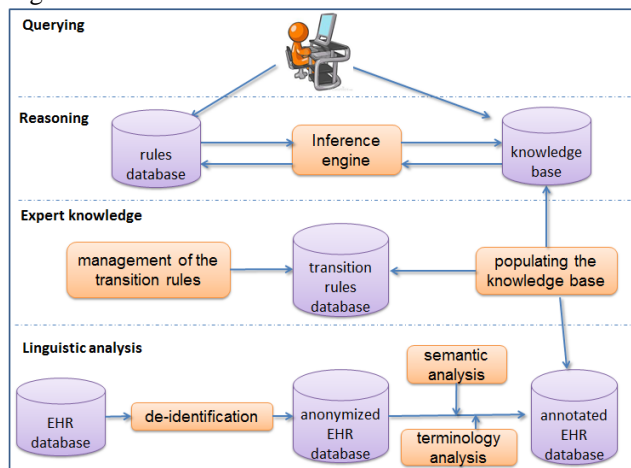 Querying
Reasoning
rules
database
Inference
engine
knowledge
base
Expert knowledge
management of the
transition rules
transition
rules
database
populating the
knowledge base
Linguistic analysis
semantic
analysis
EHR
database
de-identification
anonymized
EHR
database
annotated
EHR
database
terminology
analysis